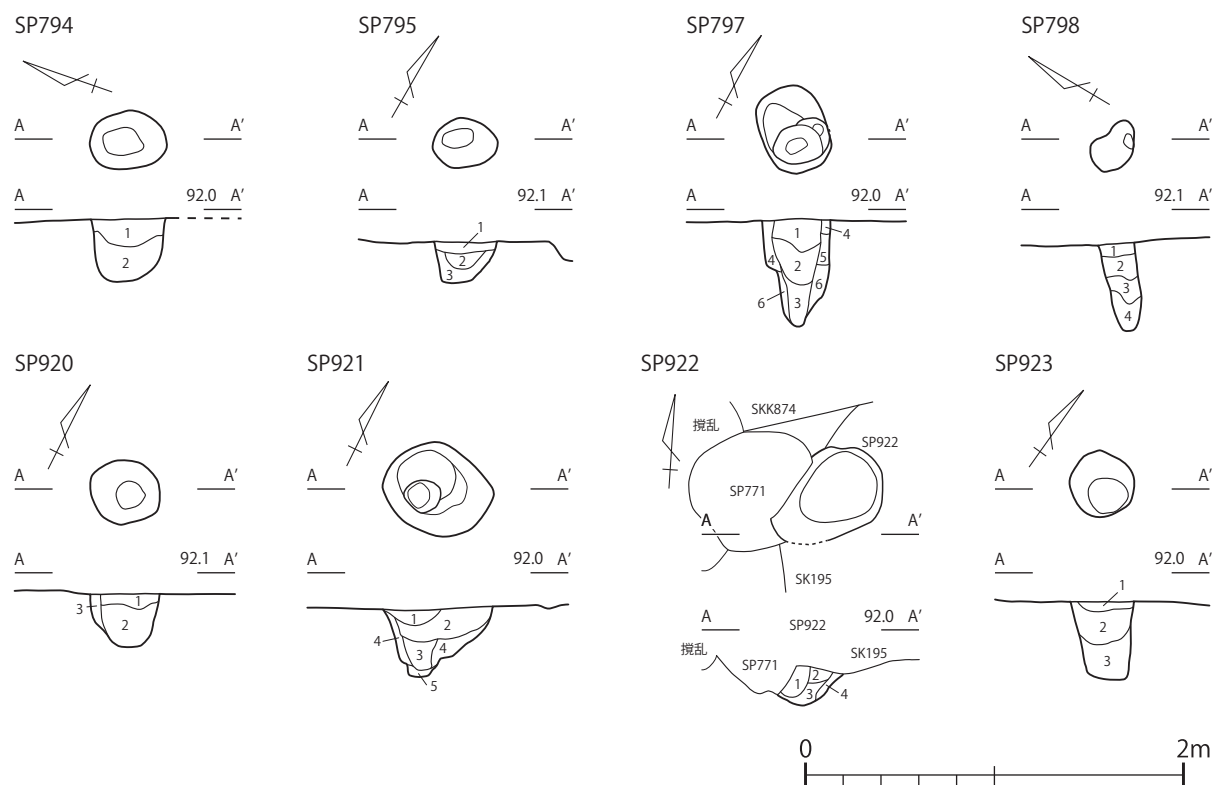 SP794
A A’
A 92.0 A’
1
2
SP795
A A’
A 92.1 A’
1
2
3
SP797
A A’
A 92.0 A’
1 4
4 2 5
6 3 6
SP798
A A’
A 92.1 A’
1
2
3
4
SP920
A A’
A 92.1 A’
3 1
2
SP921
A A’
A 92.0 A’
1 2
4 3 4
5
SP922
撹乱 SKK874
SP922
SP771
A A’
SK195
A SP922 92.0 A’
撹乱 SP771 SK195
1 2 3 4
SP923
A A’
A 92.0 A’
1
2
3
0 2m